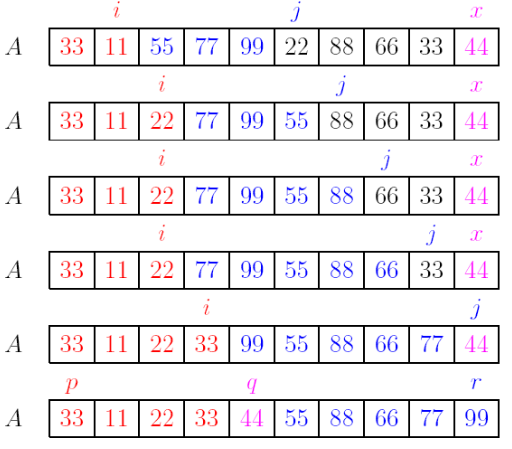 i j x
A 33 11 55 77 99 22 88 66 33 44
i j x
A 33 11 22 77 99 55 88 66 33 44
i j x
A 33 11 22 77 99 55 88 66 33 44
i j x
A 33 11 22 77 99 55 88 66 33 44
i j
A 33 11 22 33 99 55 88 66 77 44
p q r
A 33 11 22 33 44 55 88 66 77 99